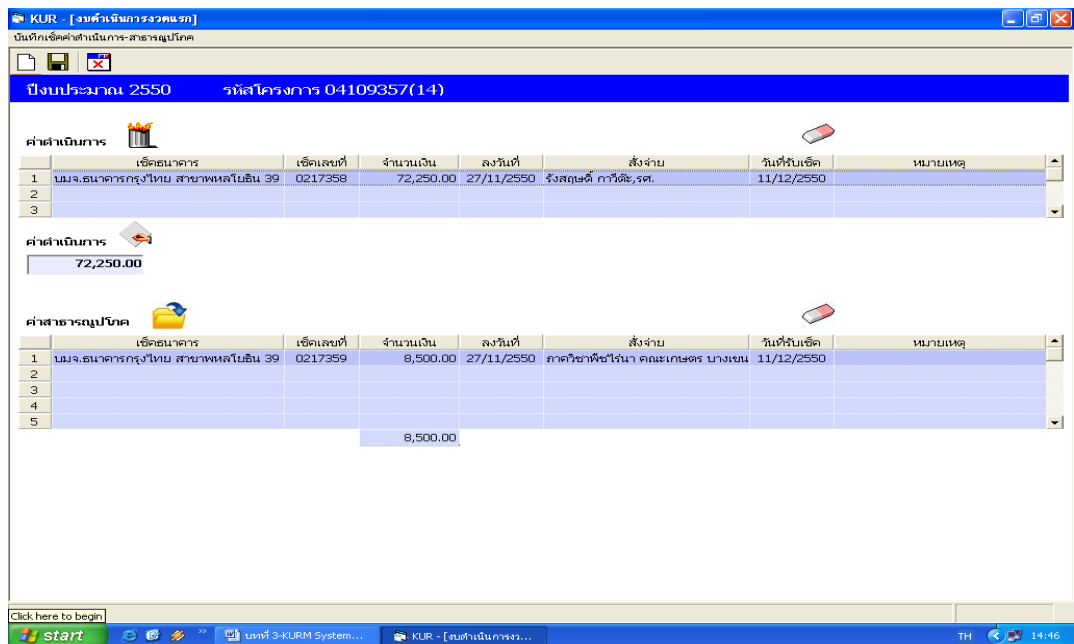 KUR - [งบดำเนินการงวดแรก]
บันทึกเช็คค่าดำเนินการ-สาธารณูปโภค
ปีงบประมาณ 2550 รหัสโครงการ 04109357(14)
ค่าดำเนินการ
เช็คธนาคาร เช็คเลขที่ จำนวนเงิน ลงวันที่ สั่งจ่าย วันที่รับเช็ค หมายเหตุ
1 บมจ.ธนาคารกรุงไทย สาขาพหลโยธิน 39 0217358 72,250.00 27/11/2550 รังสฤษดิ์ กาวีต๊ะ,รศ. 11/12/2550
2
3
ค่าดำเนินการ
72,250.00
ค่าสาธารณูปโภค
เช็คธนาคาร เช็คเลขที่ จำนวนเงิน ลงวันที่ สั่งจ่าย วันที่รับเช็ค หมายเหตุ
1 บมจ.ธนาคารกรุงไทย สาขาพหลโยธิน 39 0217359 8,500.00 27/11/2550 ภาควิชาพืชไร่นา คณะเกษตร บางเขน 11/12/2550
2
3
4
5
8,500.00
Click here to begin
start บทที่ 3-KURM System... KUR - [งบดำเนินการงว... TH 14:46